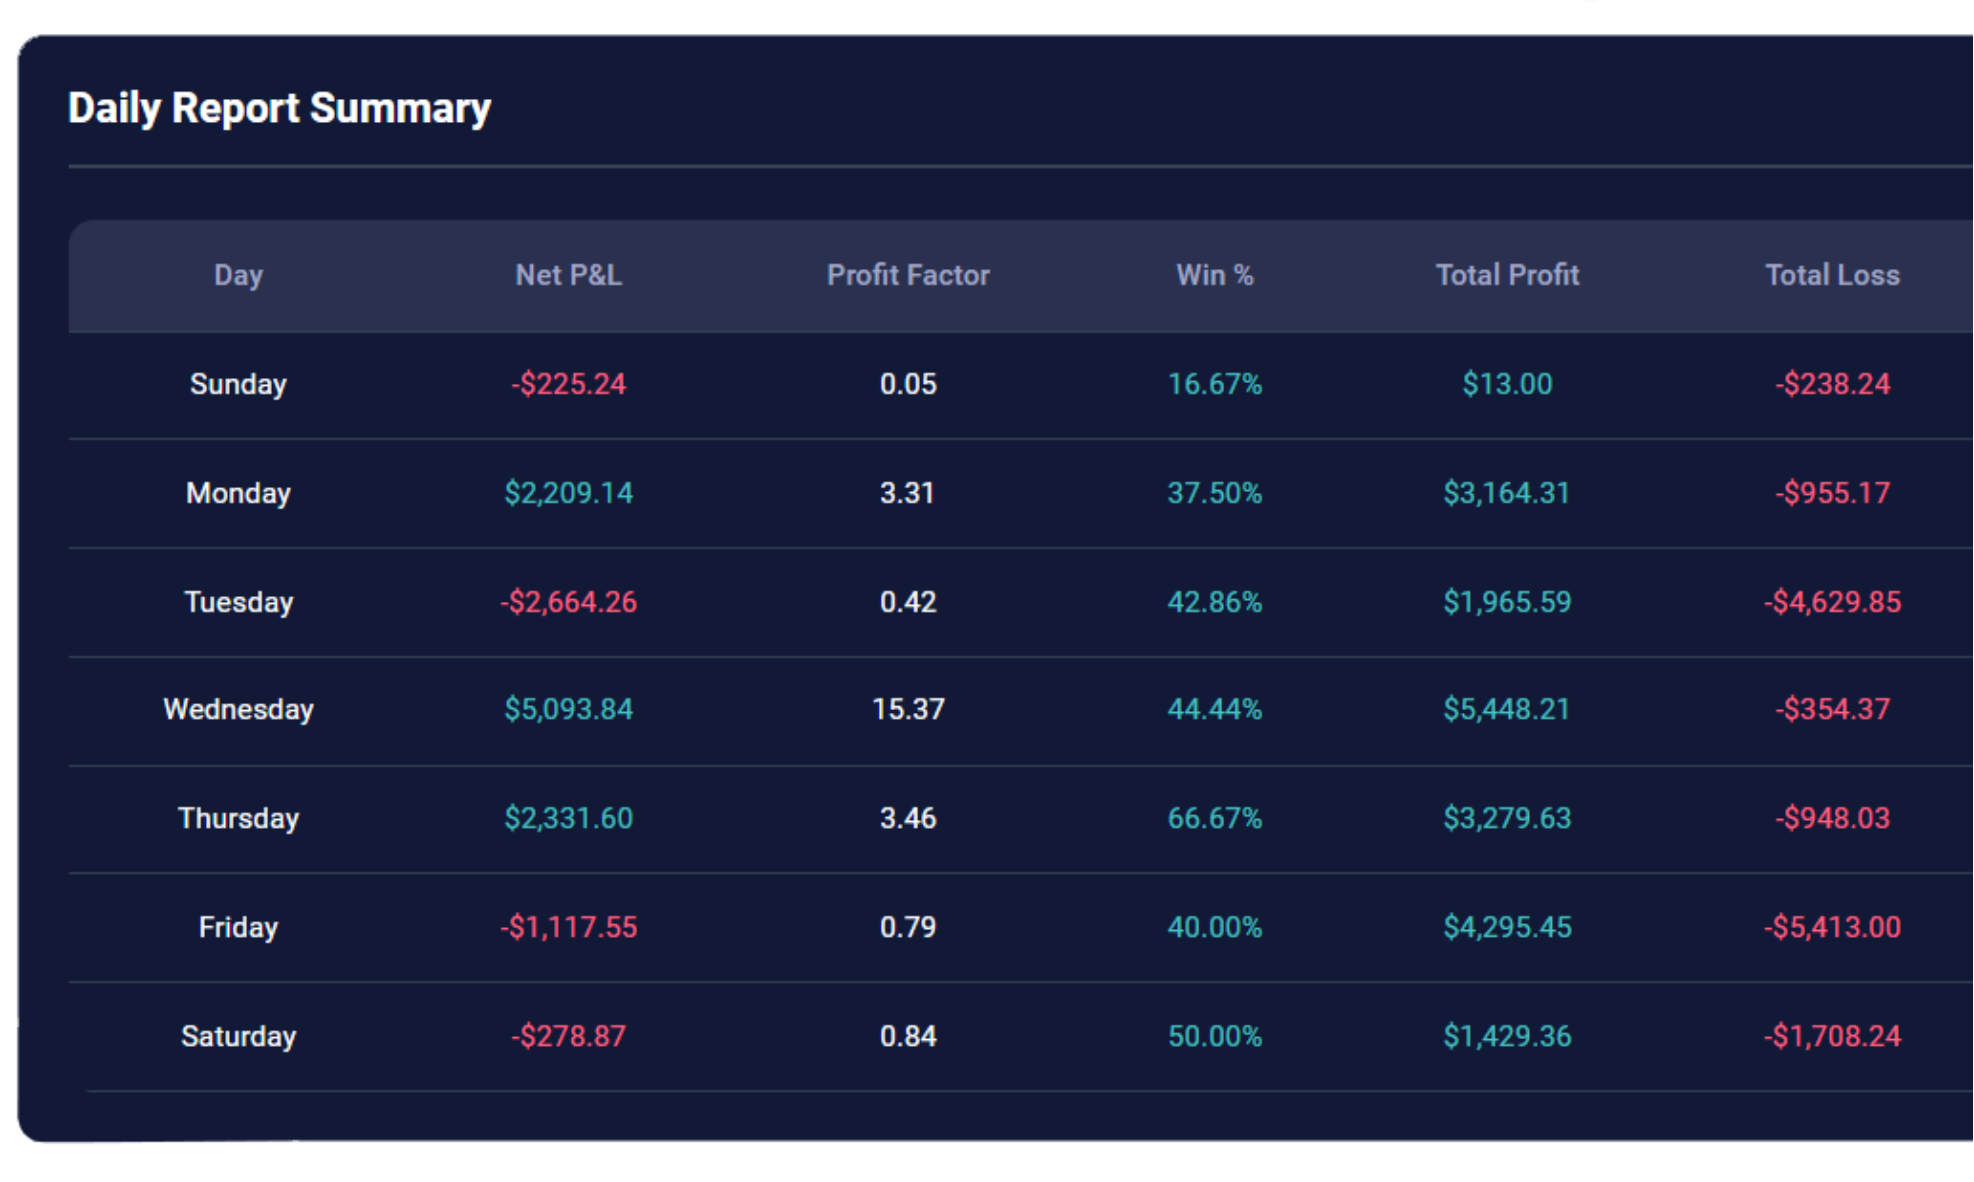 Daily Report Summary
Day Net P&L Profit Factor Win % Total Profit Total Loss
Sunday -$225.24 0.05 16.67% $13.00 -$238.24
Monday $2,209.14 3.31 37.50% $3,164.31 -$955.17
Tuesday -$2,664.26 0.42 42.86% $1,965.59 -$4,629.85
Wednesday $5,093.84 15.37 44.44% $5,448.21 -$354.37
Thursday $2,331.60 3.46 66.67% $3,279.63 -$948.03
Friday -$1,117.55 0.79 40.00% $4,295.45 -$5,413.00
Saturday -$278.87 0.84 50.00% $1,429.36 -$1,708.24